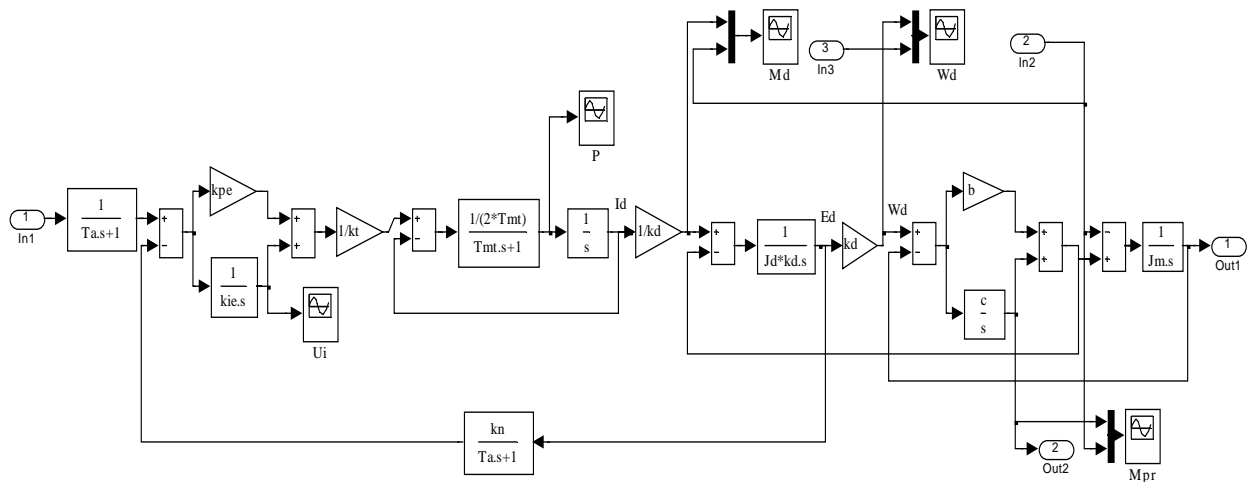 Md
3
In3
Wd
2
In2
P
1
In1
1
Ta.s+1
+
-
kpe
1
kie.s
Ui
+
+
1/kt
+
-
1/(2*Tmt)
Tmt.s+1
1
s
Id
1/kd
+
-
1
Jd*kd.s
Ed
kd
Wd
+
-
b
c
s
+
+
-
+
1
Jm.s
1
Out1
kn
Ta.s+1
2
Out2
Mpr